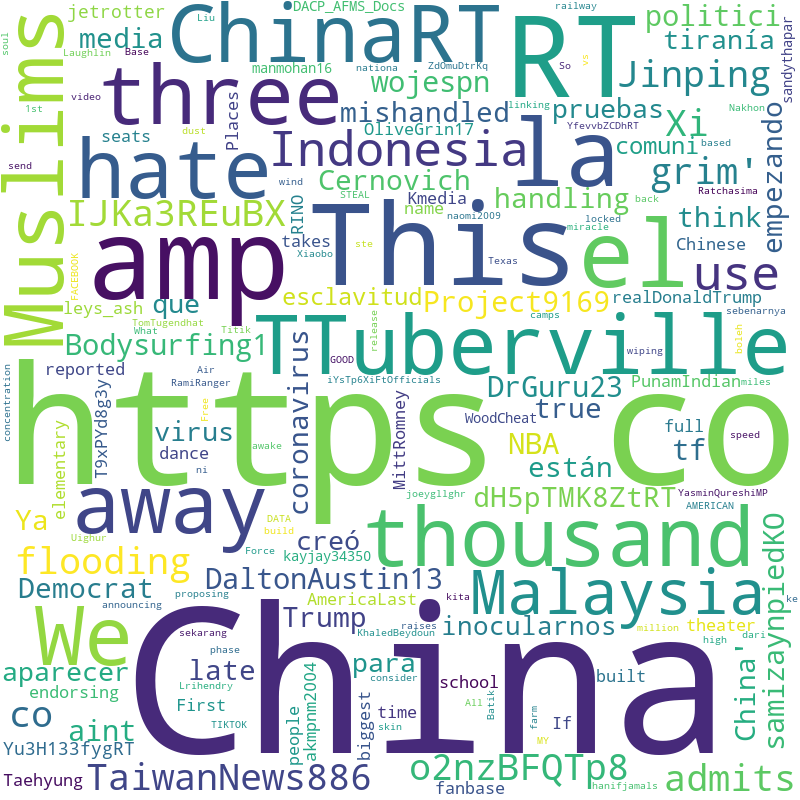 jetrotter
DACP_AFMS_Docs
railway
Liu
ChinaRT
RT
politici
soul
media
tiranía
Laughlin
Base
manmohan16
nationa
ZdOmuDtrKq
So
vs
Jinping
sandythapar
Muslims
three
wojespn
video
1st
dust
Places
mishandled
linking
pruebas
Xi
seats
OliveGrin17
YfevvbZCDhRT
Nakhon
based
hate
Indonesia
la
comuni
empezando
send
wind
Cernovich
Kmedia
STEAL
back
grim'
Ratchasima
IJKa3REuBX
RINO
name
naomi2009
locked
handling
think
amp
This
el
takes
Xiaobo
ste
miracle
Texas
Chinese
use
FACEBOOK
que
leys_ash
esclavitud
Project9169
realDonaldTrump
TomTugendhat
sebenarnya
What
Titik
release
camps
Bodysurfing1
TTuberville
boleh
reported
Air
RamiRanger
GOOD
iYsTp6XiFtOfficials
wiping
PunamIndian
miles
concentration
T9xPYd8g3y
coronavirus
https
co
DrGuru23
true
Free
MittRomney
WoodCheat
full
speed
virus
dance
awake
NBA
tf
elementary
ni
joeygllghr
están
dH5pTMK8ZtRT
YasminQureshiMP
AMERICAN
Ya
away
DATA
build
creó
thousand
Uighur
Force
kayjay34350
flooding
proposing
DaltonAustin13
Malaysia
samizaynpiedKO
Democrat
AmericaLast
kita
million
ke
announcing
We
China
Trump
KhaledBeydoun
inocularnos
theater
sekarang
raises
high
dari
phase
para
aparecer
late
consider
endorsing
Lrihendry
school
All
built
China'
co
First
people
akmpnm2004
biggest
time
Batik
farm
If
aint
TIKTOK
skin
MY
Yu3H133fygRT
Taehyung
TaiwanNews886
o2nzBFQTp8
fanbase
hanifjamals
admits